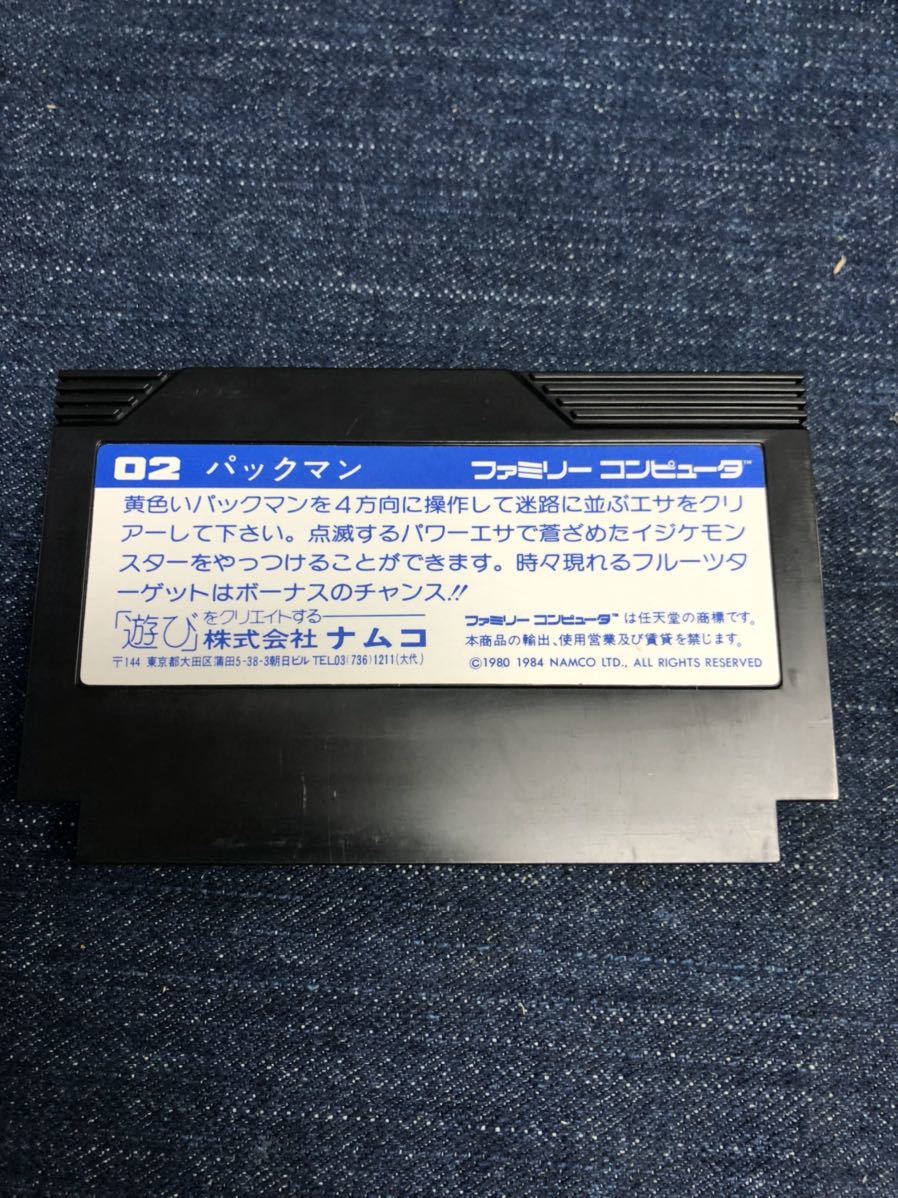 02 パックマン ファミリー コンピュータ™
黄色いパックマンを4方向に操作して迷路に並ぶエサをクリ
アーして下さい。点滅するパワーエサで蒼ざめたイジケモン
スターをやっつけることができます。時々現れるフルーツタ
ーゲットはボーナスのチャンス!!
「遊び」をクリエイトする
株式会社 ナムコ
〒144 東京都大田区蒲田5-38-3朝日ビル TEL03(736)1211(大代)
ファミリー コンピュータ™ は任天堂の商標です。
本商品の輸出、使用営業及び賃貸を禁じます。
©1980 1984 NAMCO LTD., ALL RIGHTS RESERVED